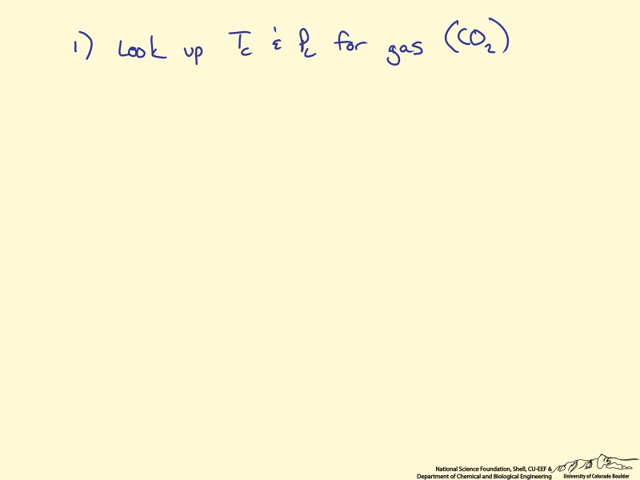 1) Look up Tc & Pc for gas (CO2)
National Science Foundation, Shell, CU-EEF &
Department of Chemical and Biological Engineering
University of Colorado Boulder